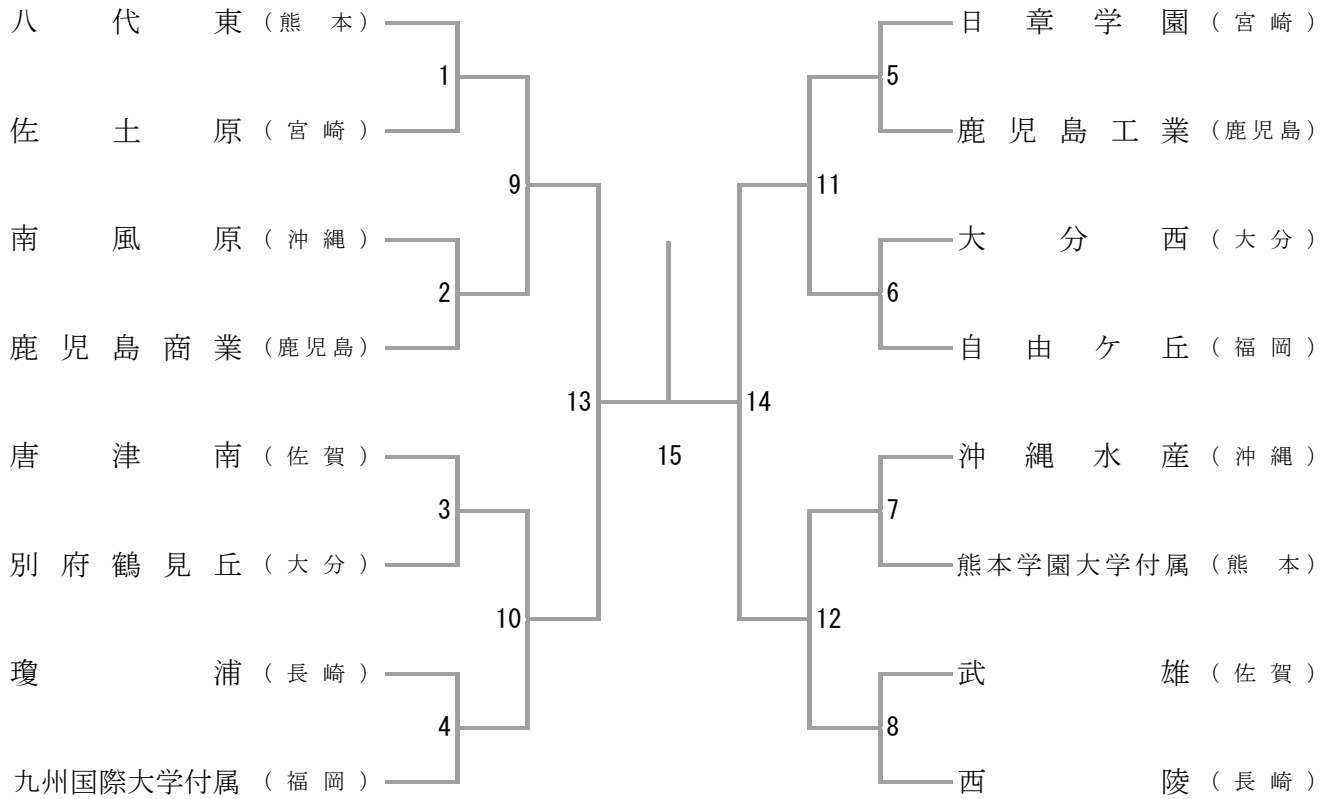 八代東（熊本）
1
佐土原（宮崎）
9
南風原（沖縄）
2
鹿児島商業（鹿児島）
13
唐津南（佐賀）
3
別府鶴見丘（大分）
10
瓊浦（長崎）
4
九州国際大学付属（福岡）
15
日章学園（宮崎）
5
鹿児島工業（鹿児島）
11
大分西（大分）
6
自由ケ丘（福岡）
14
沖縄水産（沖縄）
7
熊本学園大学付属（熊本）
12
武雄（佐賀）
8
西陵（長崎）